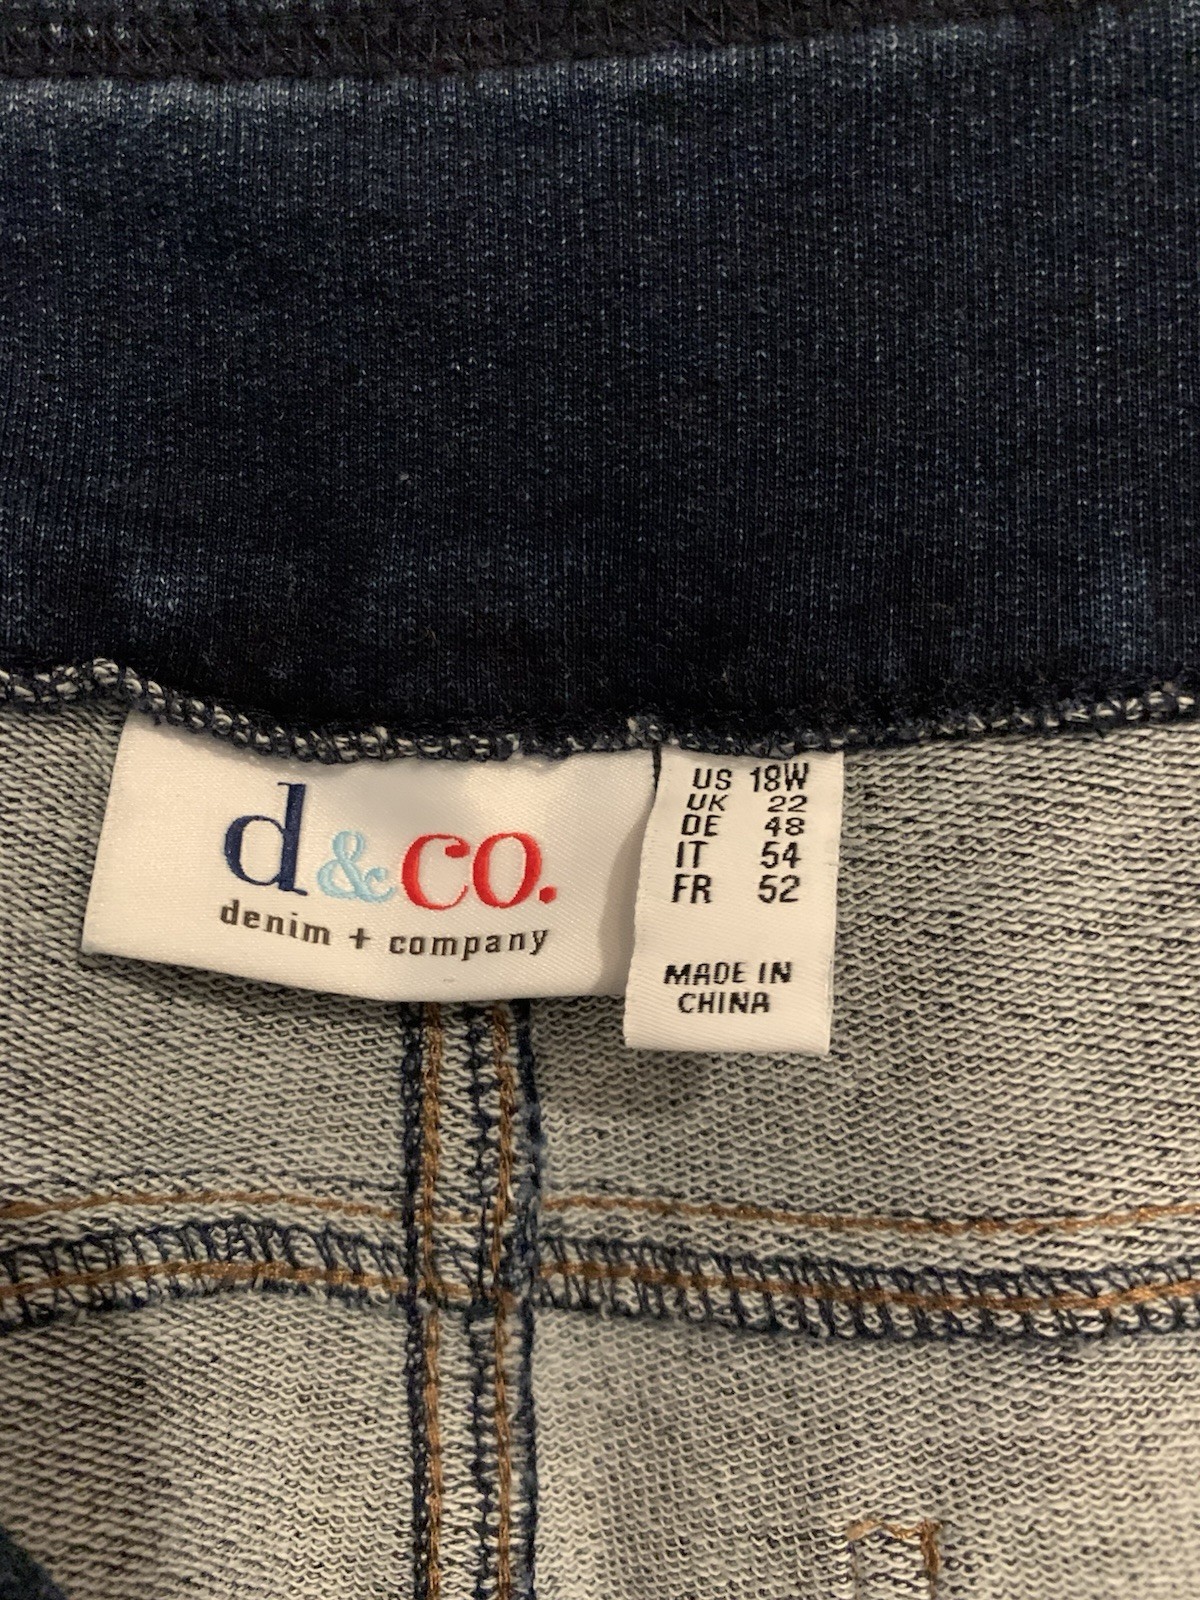 d&co.
denim + company
US 18W
UK 22
DE 48
IT 54
FR 52
MADE IN
CHINA